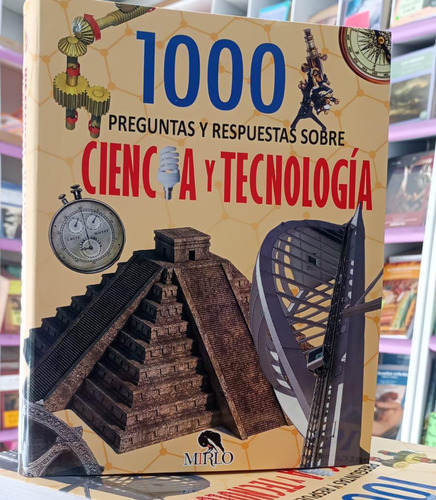 1000
PREGUNTAS Y RESPUESTAS SOBRE
CIENCIA Y TECNOLOGÍA
MIRLO